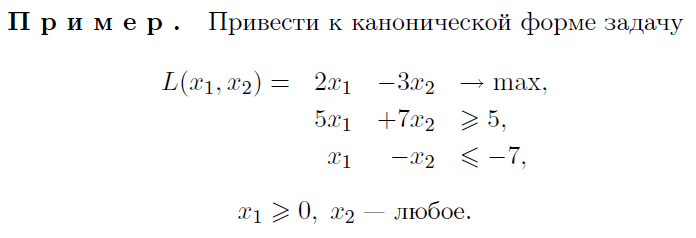 П р и м е р . Привести к канонической форме задачу
L(x₁, x₂) = 2x₁ −3x₂ → max,
5x₁ +7x₂ ⩾ 5,
x₁ −x₂ ⩽ −7,
x₁ ⩾ 0, x₂ — любое.